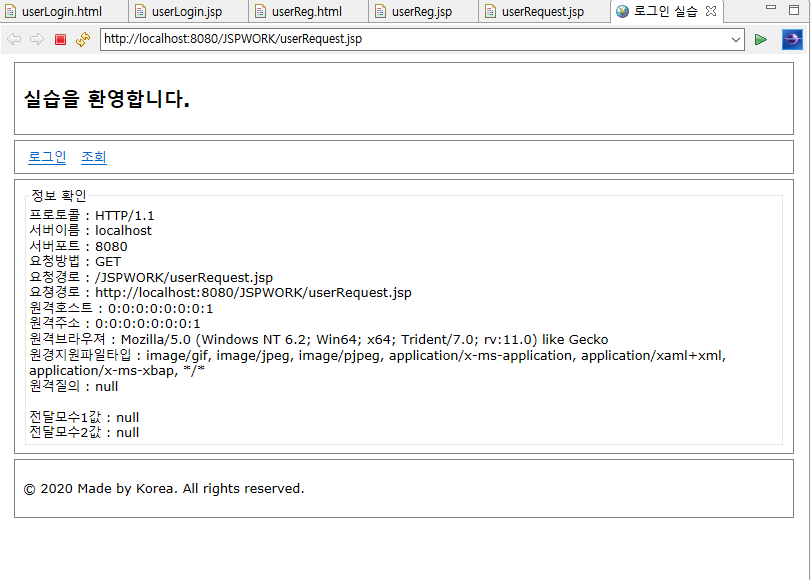 userLogin.html userLogin.jsp userReg.html userReg.jsp userRequest.jsp 로그인 실습
http://localhost:8080/JSPWORK/userRequest.jsp
실습을 환영합니다.
로그인 조회
정보 확인
프로토콜 : HTTP/1.1
서버이름 : localhost
서버포트 : 8080
요청방법 : GET
요청경로 : /JSPWORK/userRequest.jsp
요청경로 : http://localhost:8080/JSPWORK/userRequest.jsp
원격호스트 : 0:0:0:0:0:0:0:1
원격주소 : 0:0:0:0:0:0:0:1
원격브라우져 : Mozilla/5.0 (Windows NT 6.2; Win64; x64; Trident/7.0; rv:11.0) like Gecko
원경지원파일타입 : image/gif, image/jpeg, image/pjpeg, application/x-ms-application, application/xaml+xml,
application/x-ms-xbap, */*
원격질의 : null
전달모수1값 : null
전달모수2값 : null
© 2020 Made by Korea. All rights reserved.